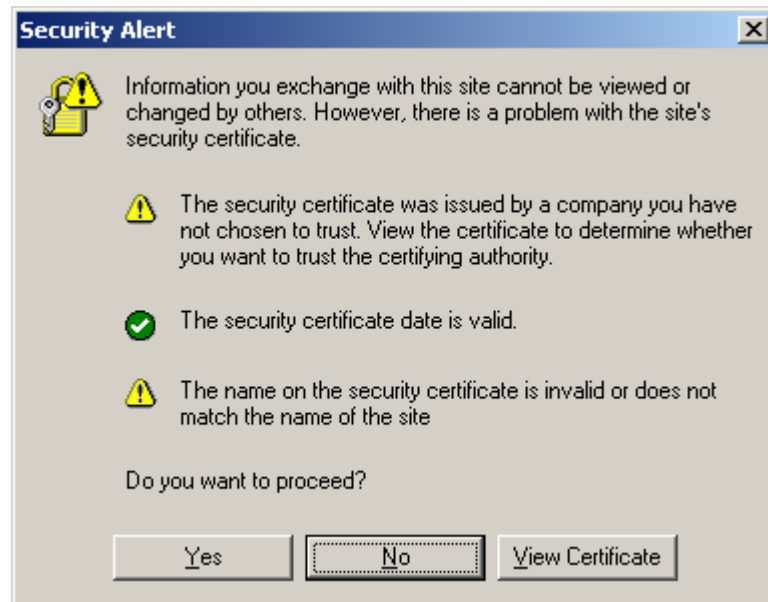 Security Alert
Information you exchange with this site cannot be viewed or
changed by others. However, there is a problem with the site's
security certificate.
The security certificate was issued by a company you have
not chosen to trust. View the certificate to determine whether
you want to trust the certifying authority.
The security certificate date is valid.
The name on the security certificate is invalid or does not
match the name of the site
Do you want to proceed?
Yes No View Certificate